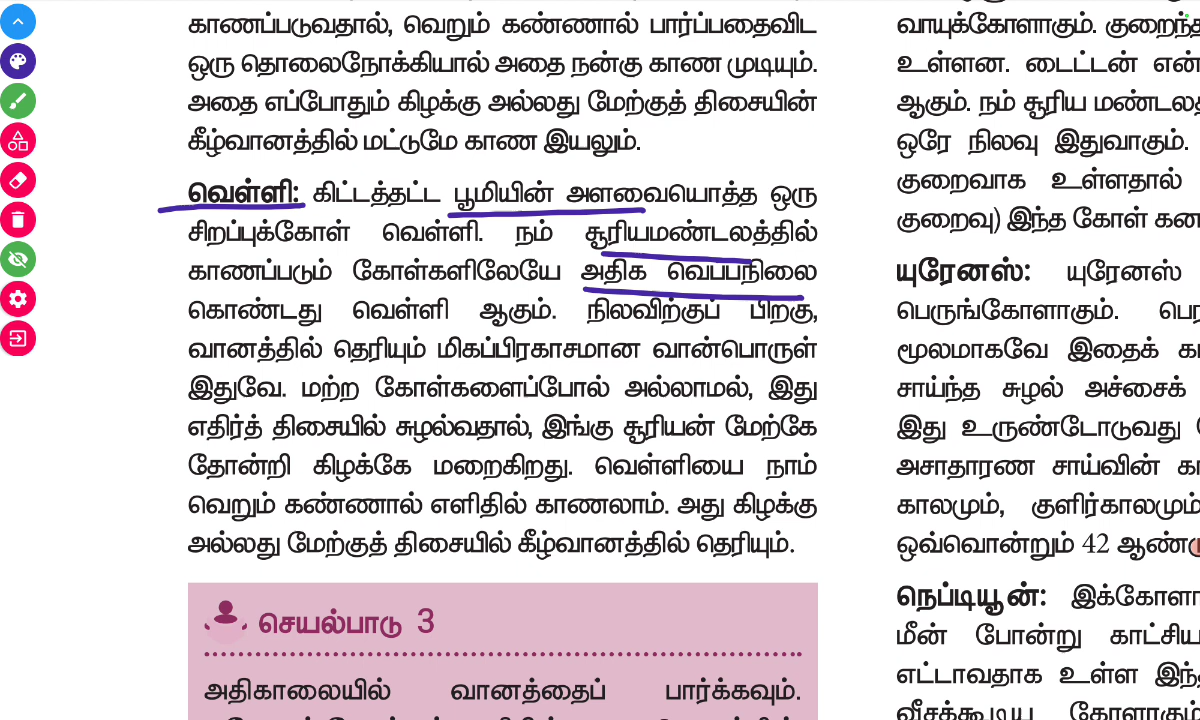 காணப்படுவதால், வெறும் கண்ணால் பார்ப்பதைவிட
ஒரு தொலைநோக்கியால் அதை நன்கு காண முடியும்.
அதை எப்போதும் கிழக்கு அல்லது மேற்குத் திசையின்
கீழ்வானத்தில் மட்டுமே காண இயலும்.
வெள்ளி: கிட்டத்தட்ட பூமியின் அளவையொத்த ஒரு
சிறப்புக்கோள் வெள்ளி. நம் சூரியமண்டலத்தில்
காணப்படும் கோள்களிலேயே அதிக வெப்பநிலை
கொண்டது வெள்ளி ஆகும். நிலவிற்குப் பிறகு,
வானத்தில் தெரியும் மிகப்பிரகாசமான வான்பொருள்
இதுவே. மற்ற கோள்களைப்போல் அல்லாமல், இது
எதிர்த் திசையில் சுழல்வதால், இங்கு சூரியன் மேற்கே
தோன்றி கிழக்கே மறைகிறது. வெள்ளியை நாம்
வெறும் கண்ணால் எளிதில் காணலாம். அது கிழக்கு
அல்லது மேற்குத் திசையில் கீழ்வானத்தில் தெரியும்.
செயல்பாடு 3
அதிகாலையில் வானத்தைப் பார்க்கவும்.
வாயுக்கோளாகும்.
உள்ளன. டைட்டன்
ஆகும். நம் சூரிய
ஒரே நிலவு இதுவாகும்.
குறைவாக உள்ளதால்
குறைவு) இந்த கோள்
யுரேனஸ்: யுரேனஸ்
பெருங்கோளாகும்.
மூலமாகவே இதைக்
சாய்ந்த சுழல் அச்சைக்
இது உருண்டோடுவது
அசாதாரண சாய்வின்
காலமும், குளிர்காலமும்
ஒவ்வொன்றும் 42
நெப்டியூன்:
மீன் போன்று
எட்டாவதாக உள்ள
வீசக்கூடிய கோளாகும்